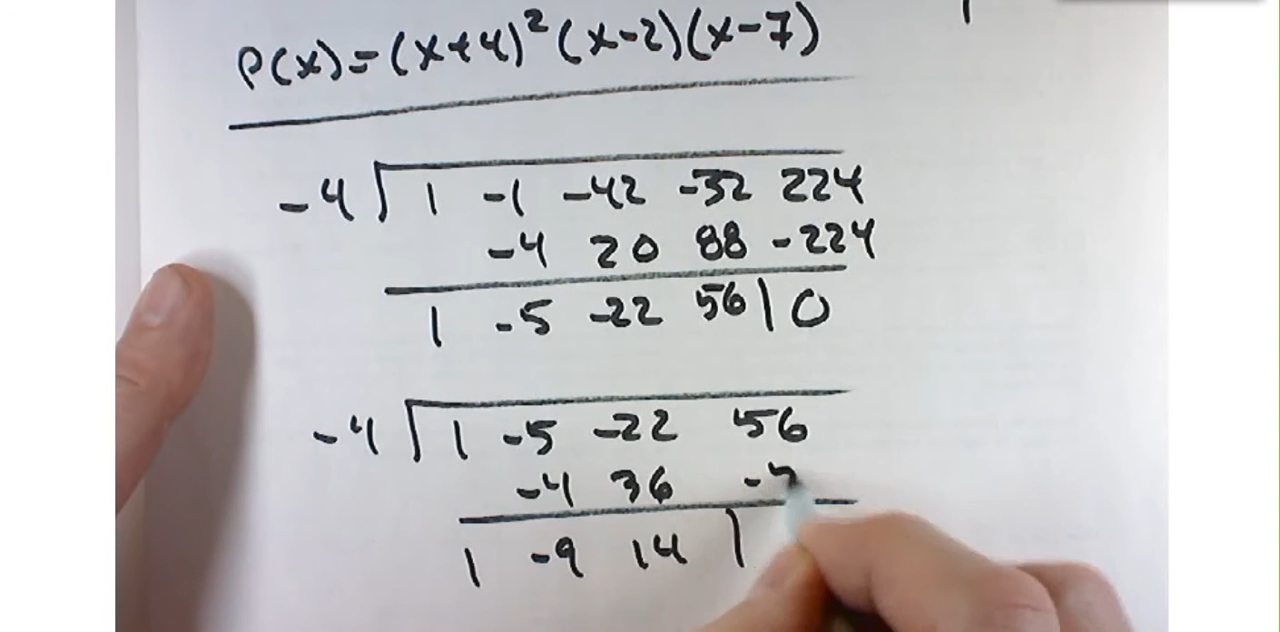 P(x)=(x+4)²(x-2)(x-7)
-4 1 -1 -42 -32 224
-4 20 88 -224
1 -5 -22 56 | 0
-4 1 -5 -22 56
-4 36
1 -9 14 |